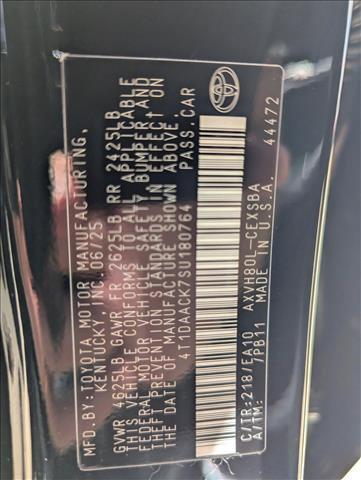 MFD.BY:TOYOTA MOTOR MANUFACTURING,
KENTUCKY, INC.06/25
GVWR 4625LB GAWR FR 2625LB RR 2425LB
THIS VEHICLE CONFORMS TO ALL APPLICABLE
FEDERAL MOTOR VEHICLE SAFETY, BUMPER, AND
THEFT PREVENTION STANDARDS IN EFFECT ON
THE DATE OF MANUFACTURE SHOWN ABOVE.
4T1DAACK7SU180764 PASS.CAR
C/TR:218/EA10 AXVH80L-CEXSBA
A/TM: /PB11 MADE IN U.S.A.
44472